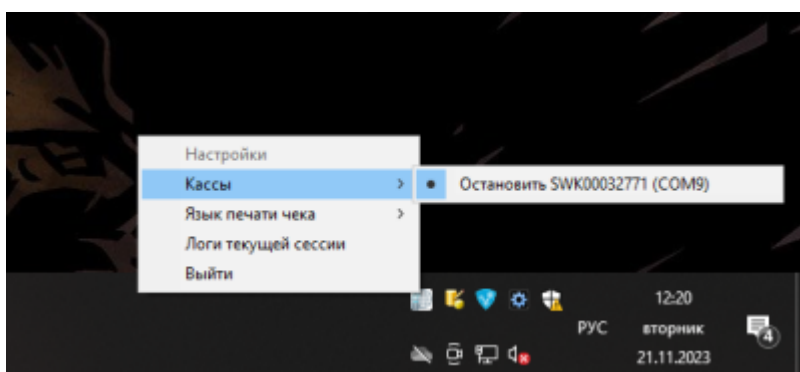 Настройки
Кассы
Остановить SWK00032771 (COM9)
Язык печати чека
Логи текущей сессии
Выйти
12:20
РУС вторник
4
21.11.2023